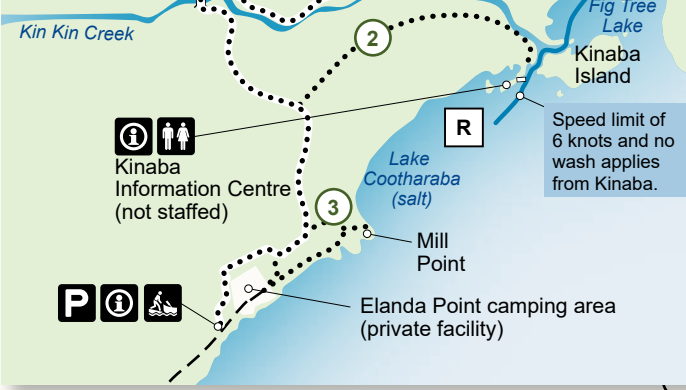 Fig Tree
Lake
Kin Kin Creek
2
Kinaba
Island
R
Speed limit of
6 knots and no
wash applies
from Kinaba.
Kinaba
Information Centre
(not staffed)
Lake
Cootharaba
(salt)
3
Mill
Point
P
Elanda Point camping area
(private facility)